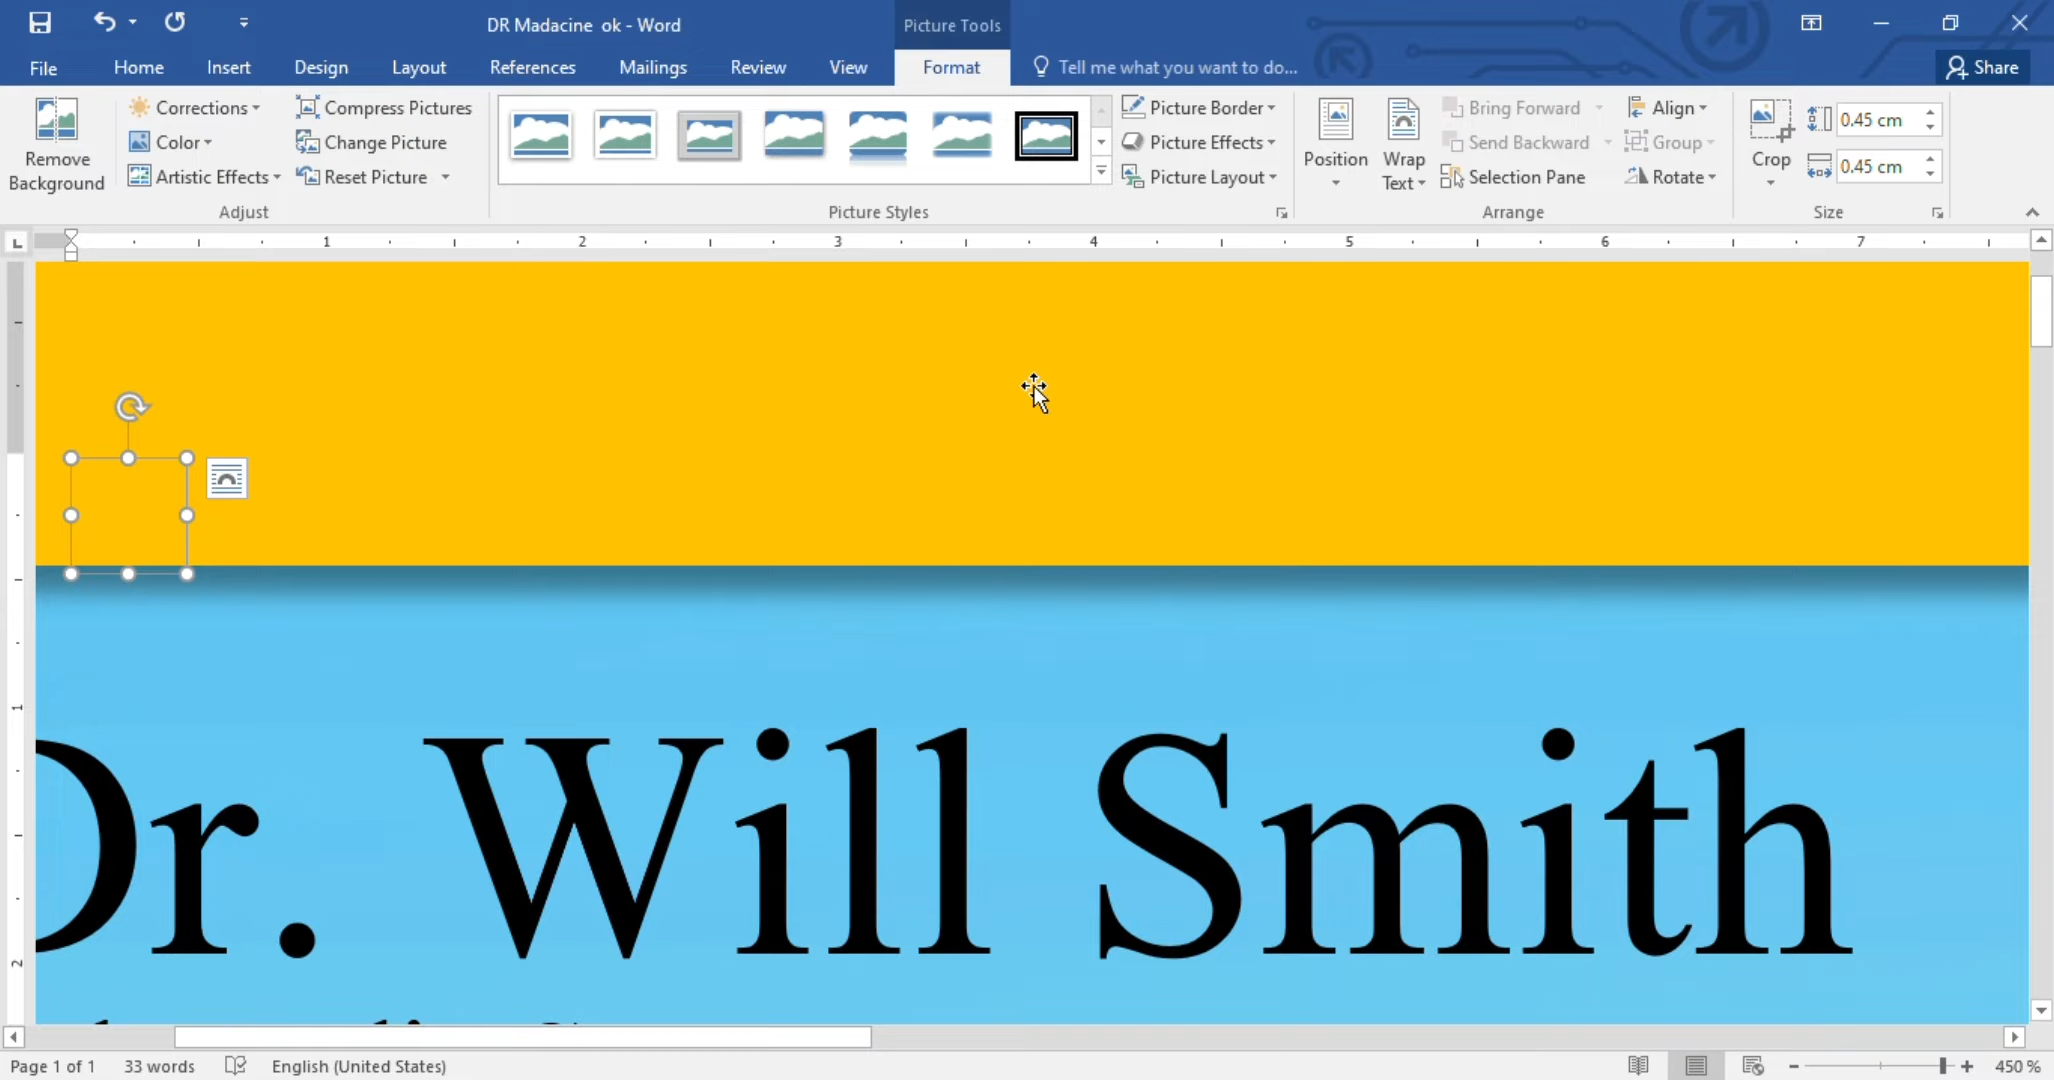 DR Madacine ok - Word
Picture Tools
File
Home
Insert
Design
Layout
References
Mailings
Review
View
Format
Tell me what you want to do...
Share
Remove
Background
Corrections
Color
Artistic Effects
Compress Pictures
Change Picture
Reset Picture
Adjust
Picture Styles
Picture Border
Picture Effects
Picture Layout
Position
Wrap
Text
Bring Forward
Send Backward
Selection Pane
Align
Group
Rotate
Arrange
Crop
0.45 cm
0.45 cm
Size
1 2 3 4 5 6 7
1
2
Dr. Will Smith
Page 1 of 1
33 words
English (United States)
450 %